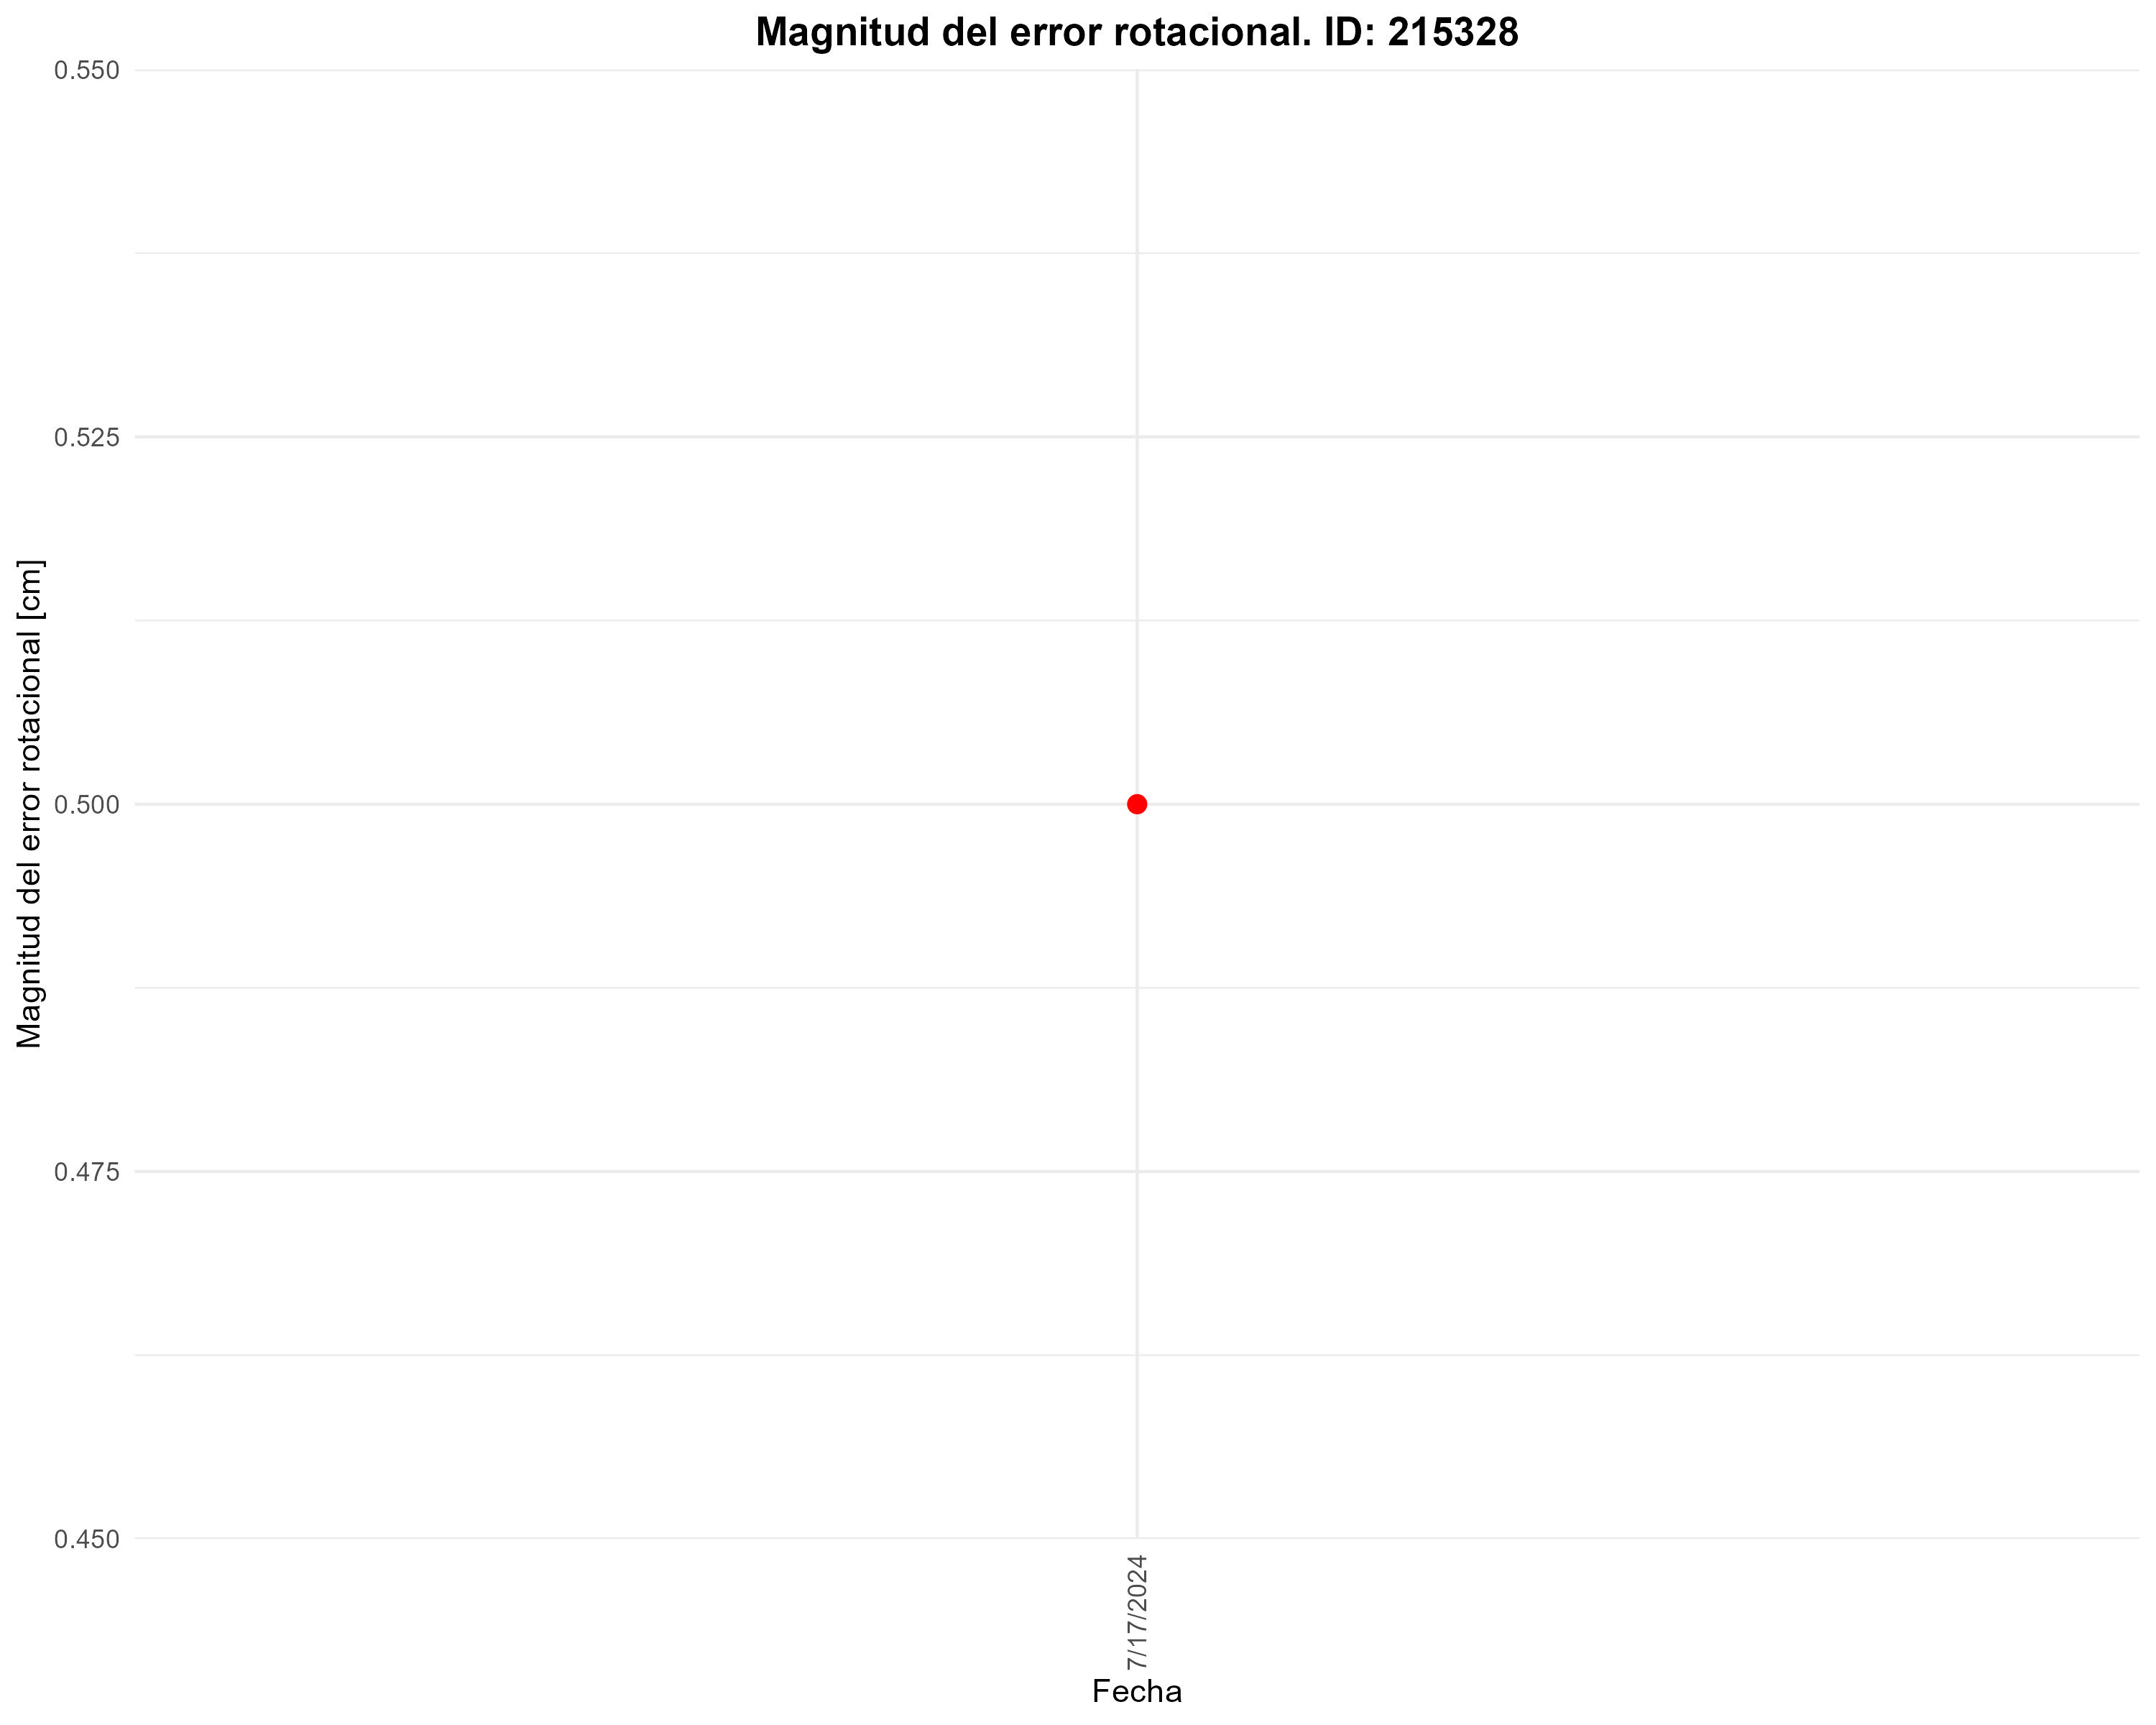 Magnitud del error rotacional. ID: 215328
Magnitud del error rotacional [cm]
0.550
0.525
0.500
0.475
0.450
7/17/2024
Fecha